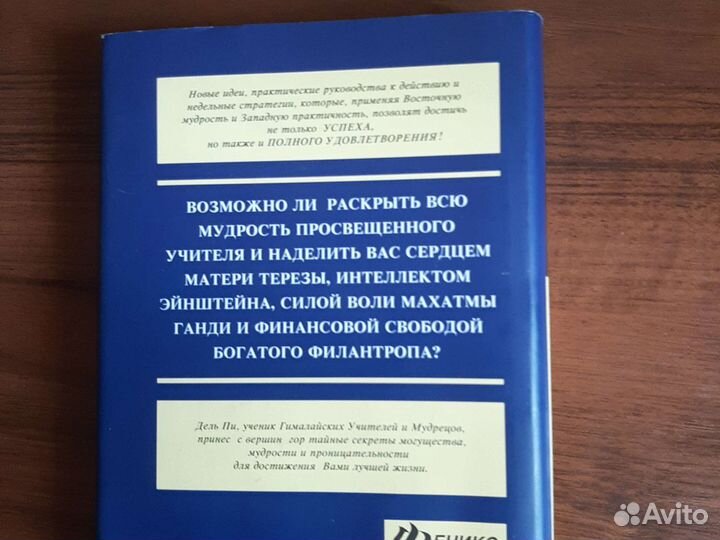 Новые идеи, практические руководства к действию и
недельные стратегии, которые, применяя Восточную
мудрость и Западную практичность, позволят достичь
не только УСПЕХА,
но также и ПОЛНОГО УДОВЛЕТВОРЕНИЯ!
ВОЗМОЖНО ЛИ РАСКРЫТЬ ВСЮ
МУДРОСТЬ ПРОСВЕЩЕННОГО
УЧИТЕЛЯ И НАДЕЛИТЬ ВАС СЕРДЦЕМ
МАТЕРИ ТЕРЕЗЫ, ИНТЕЛЛЕКТОМ
ЭЙНШТЕЙНА, СИЛОЙ ВОЛИ МАХАТМЫ
ГАНДИ И ФИНАНСОВОЙ СВОБОДОЙ
БОГАТОГО ФИЛАНТРОПА?
Дель Пи, ученик Гималайских Учителей и Мудрецов,
принес с вершин гор тайные секреты могущества,
мудрости и проницательности
для достижения Вами лучшей жизни.
Avito